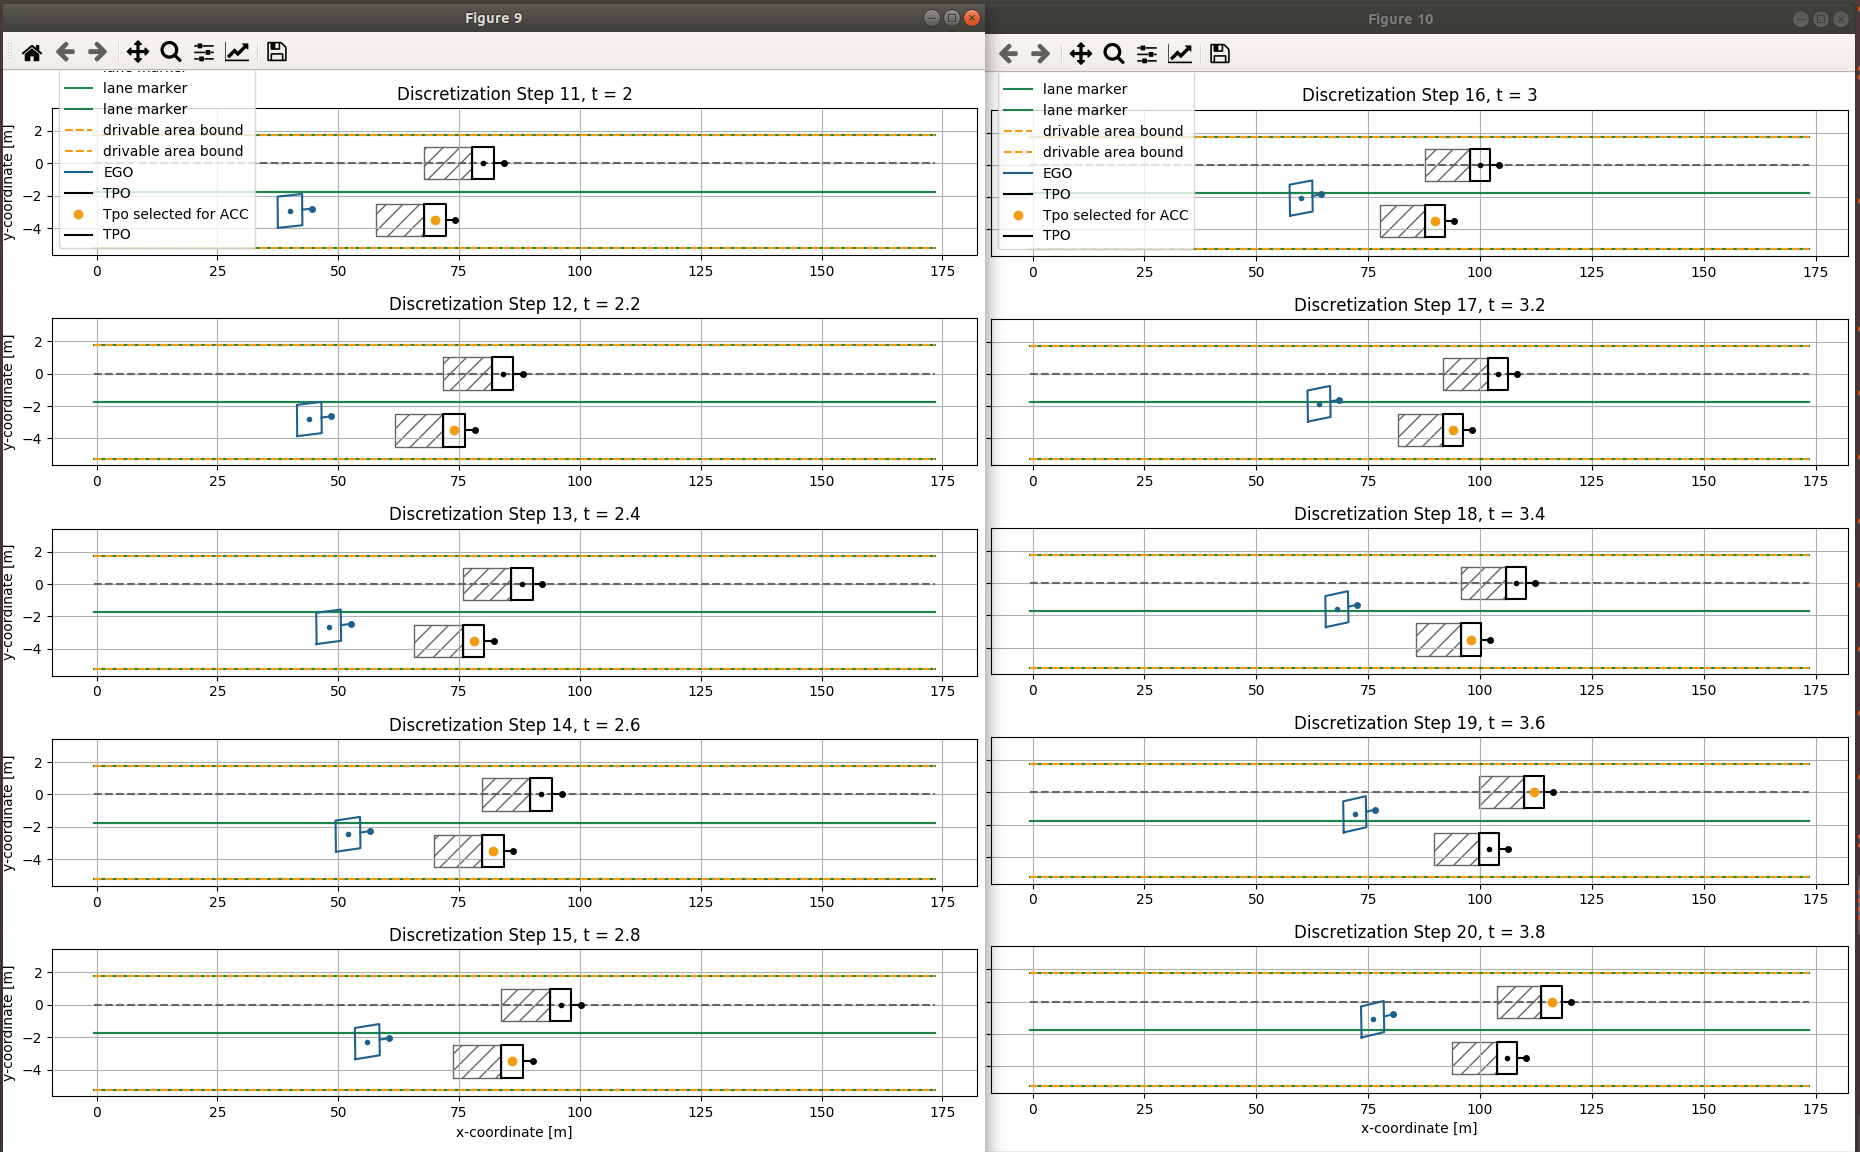 Figure 9
lane marker
lane marker
lane marker
drivable area bound
drivable area bound
EGO
TPO
Tpo selected for ACC
TPO
Discretization Step 11, t = 2
y-coordinate [m]
2
0
−2
−4
0 25 50 75 100 125 150 175
Discretization Step 12, t = 2.2
y-coordinate [m]
2
0
−2
−4
0 25 50 75 100 125 150 175
Discretization Step 13, t = 2.4
y-coordinate [m]
2
0
−2
−4
0 25 50 75 100 125 150 175
Discretization Step 14, t = 2.6
y-coordinate [m]
2
0
−2
−4
0 25 50 75 100 125 150 175
Discretization Step 15, t = 2.8
y-coordinate [m]
2
0
−2
−4
0 25 50 75 100 125 150 175
x-coordinate [m]
Figure 10
lane marker
lane marker
drivable area bound
drivable area bound
EGO
TPO
Tpo selected for ACC
TPO
Discretization Step 16, t = 3
0 25 50 75 100 125 150 175
Discretization Step 17, t = 3.2
0 25 50 75 100 125 150 175
Discretization Step 18, t = 3.4
0 25 50 75 100 125 150 175
Discretization Step 19, t = 3.6
0 25 50 75 100 125 150 175
Discretization Step 20, t = 3.8
0 25 50 75 100 125 150 175
x-coordinate [m]